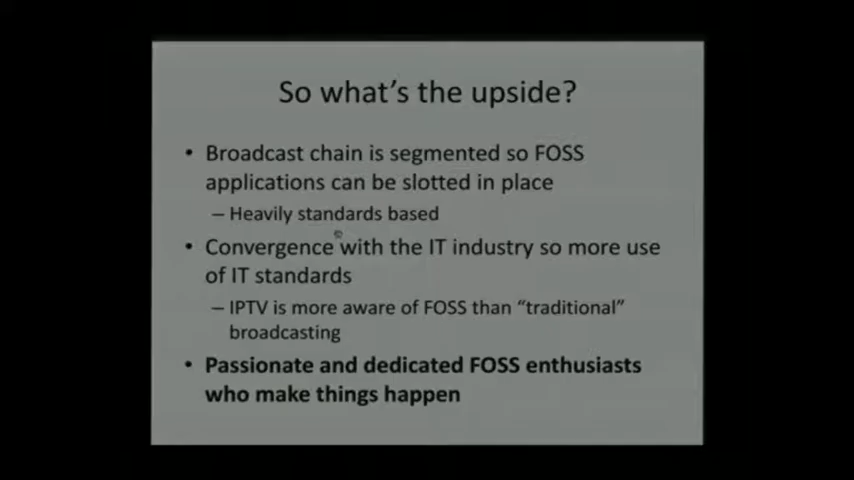 So what's the upside?
• Broadcast chain is segmented so FOSS
applications can be slotted in place
– Heavily standards based
• Convergence with the IT industry so more use
of IT standards
– IPTV is more aware of FOSS than “traditional”
broadcasting
• Passionate and dedicated FOSS enthusiasts
who make things happen